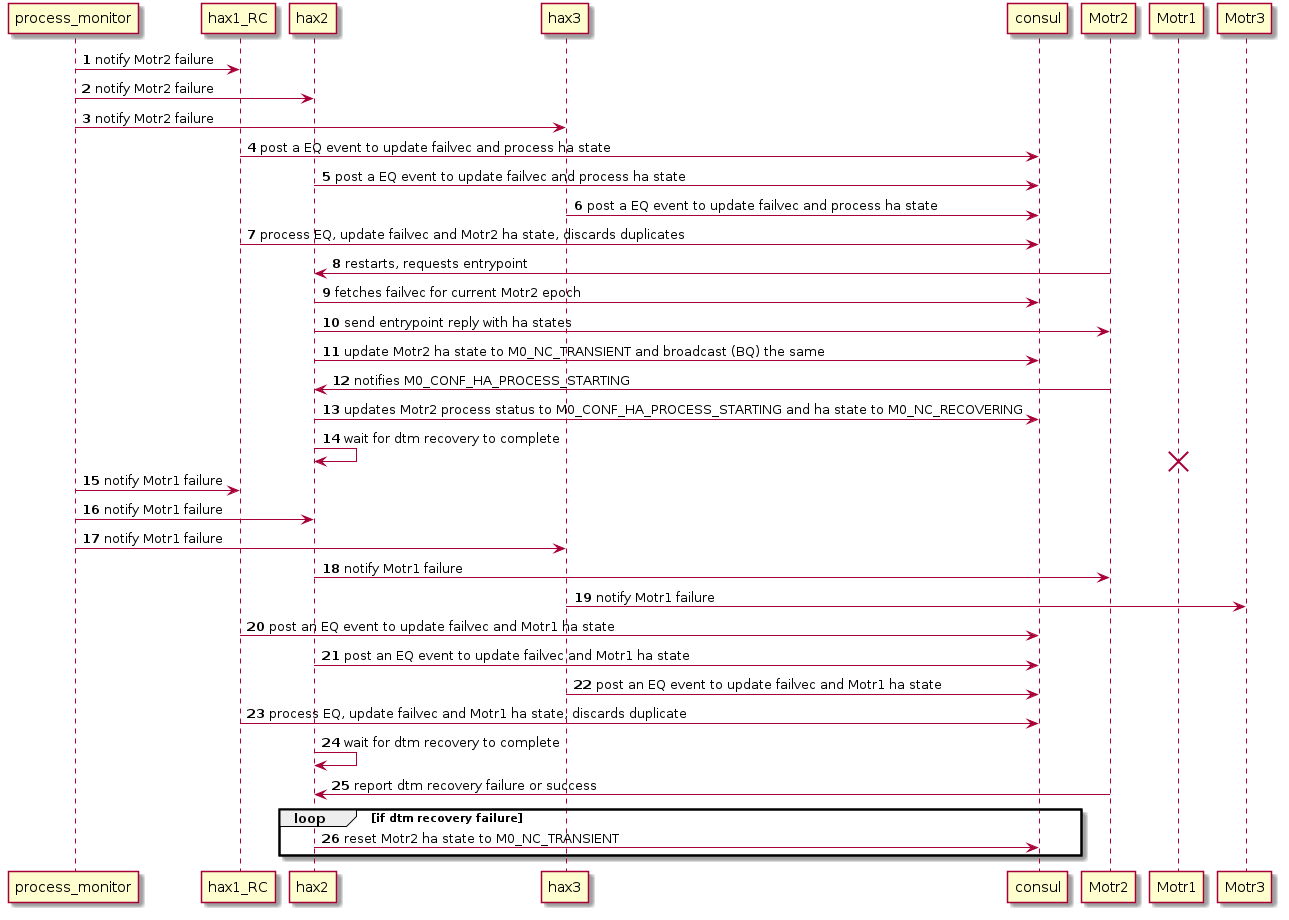 process_monitor hax1_RC hax2 hax3 consul Motr2 Motr1 Motr3
1 notify Motr2 failure
2 notify Motr2 failure
3 notify Motr2 failure
4 post a EQ event to update failvec and process ha state
5 post a EQ event to update failvec and process ha state
6 post a EQ event to update failvec and process ha state
7 process EQ, update failvec and Motr2 ha state, discards duplicates
8 restarts, requests entrypoint
9 fetches failvec for current Motr2 epoch
10 send entrypoint reply with ha states
11 update Motr2 ha state to M0_NC_TRANSIENT and broadcast (BQ) the same
12 notifies M0_CONF_HA_PROCESS_STARTING
13 updates Motr2 process status to M0_CONF_HA_PROCESS_STARTING and ha state to M0_NC_RECOVERING
14 wait for dtm recovery to complete
15 notify Motr1 failure
16 notify Motr1 failure
17 notify Motr1 failure
18 notify Motr1 failure
19 notify Motr1 failure
20 post an EQ event to update failvec and Motr1 ha state
21 post an EQ event to update failvec and Motr1 ha state
22 post an EQ event to update failvec and Motr1 ha state
23 process EQ, update failvec and Motr1 ha state, discards duplicate
24 wait for dtm recovery to complete
25 report dtm recovery failure or success
loop [if dtm recovery failure]
26 reset Motr2 ha state to M0_NC_TRANSIENT
process_monitor hax1_RC hax2 hax3 consul Motr2 Motr1 Motr3